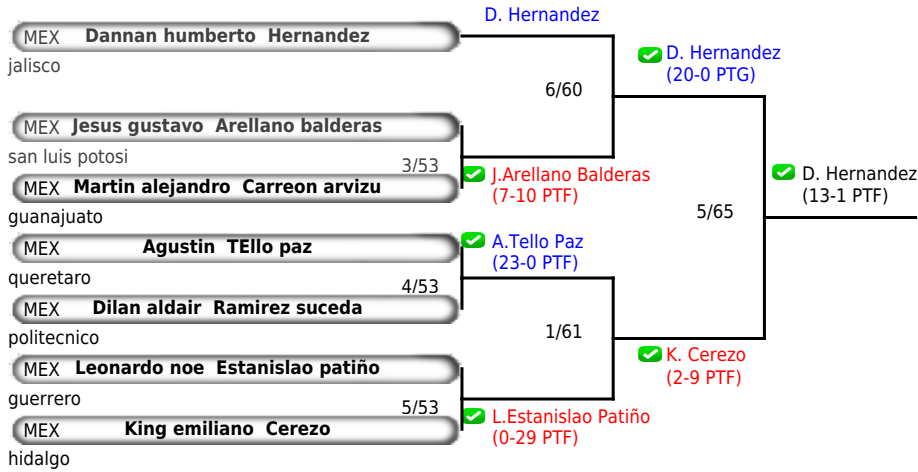 D. Hernandez
MEX Dannan humberto Hernandez
jalisco
D. Hernandez
(20-0 PTG)
6/60
MEX Jesus gustavo Arellano balderas
san luis potosi
3/53
J.Arellano Balderas
(7-10 PTF)
MEX Martin alejandro Carreon arvizu
guanajuato
D. Hernandez
(13-1 PTF)
5/65
MEX Agustin TEllo paz
queretaro
A.Tello Paz
(23-0 PTF)
4/53
MEX Dilan aldair Ramirez suceda
politecnico
1/61
K. Cerezo
(2-9 PTF)
MEX Leonardo noe Estanislao patiño
guerrero
5/53
L.Estanislao Patiño
(0-29 PTF)
MEX King emiliano Cerezo
hidalgo